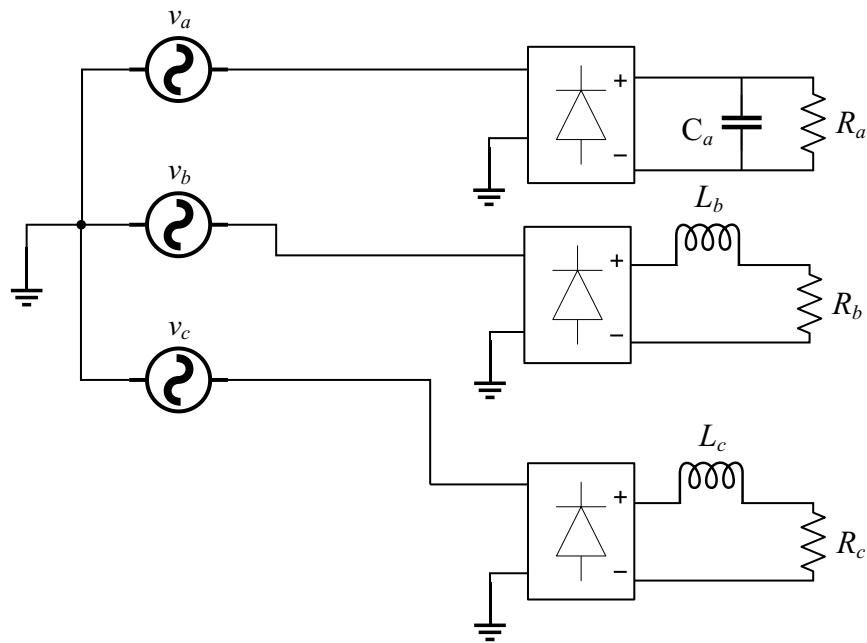 v_a
+
−
C_a
R_a
v_b
L_b
+
−
R_b
v_c
L_c
+
−
R_c